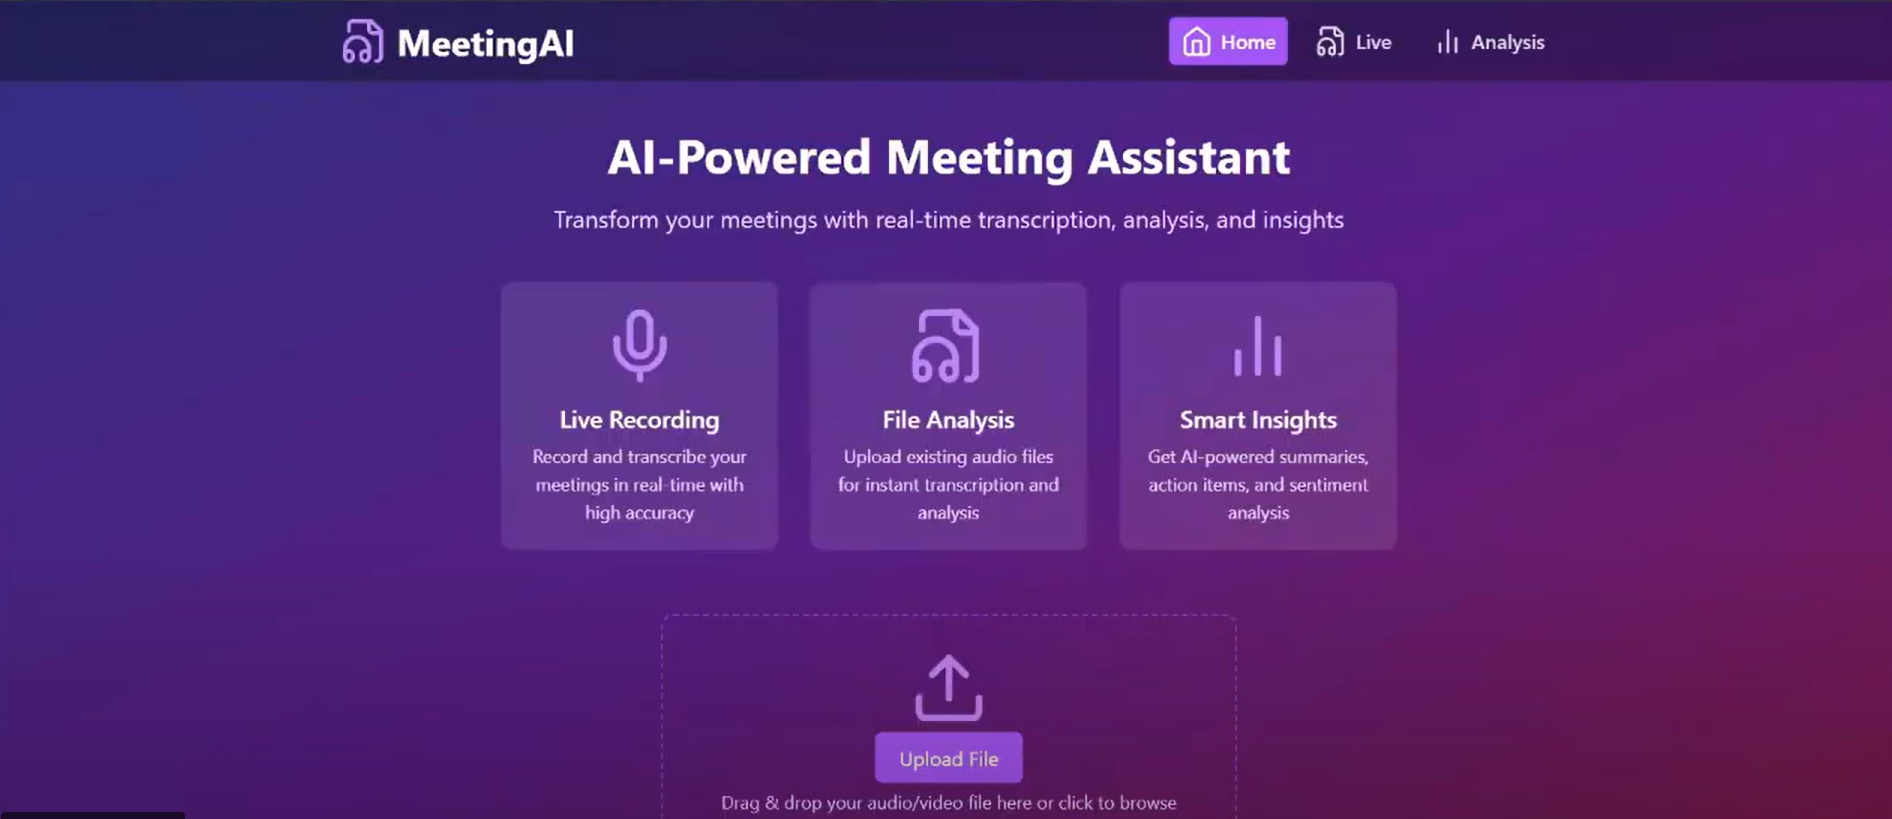 MeetingAI
Home
Live
Analysis
AI-Powered Meeting Assistant
Transform your meetings with real-time transcription, analysis, and insights
Live Recording
Record and transcribe your
meetings in real-time with
high accuracy
File Analysis
Upload existing audio files
for instant transcription and
analysis
Smart Insights
Get AI-powered summaries,
action items, and sentiment
analysis
Upload File
Drag & drop your audio/video file here or click to browse